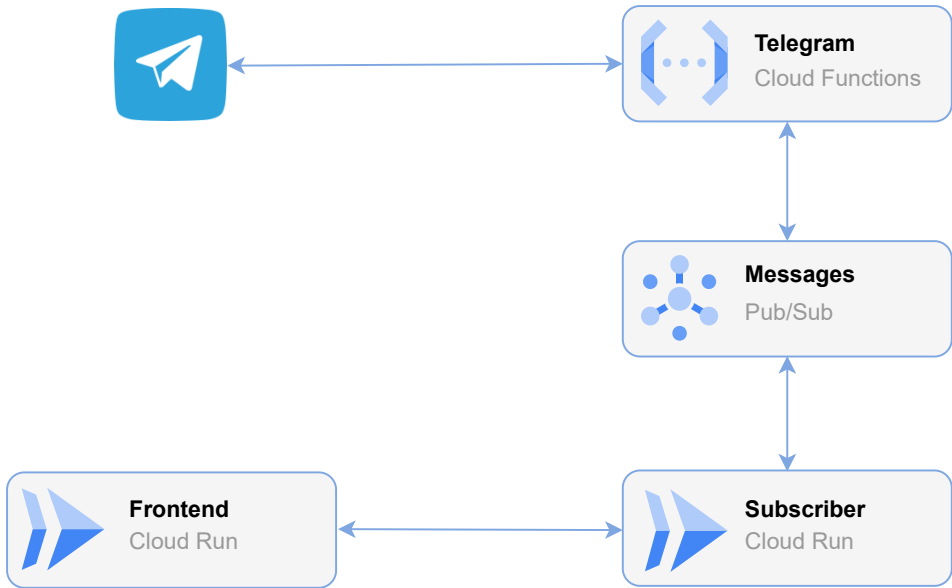 Telegram
Cloud Functions
Messages
Pub/Sub
Frontend
Cloud Run
Subscriber
Cloud Run